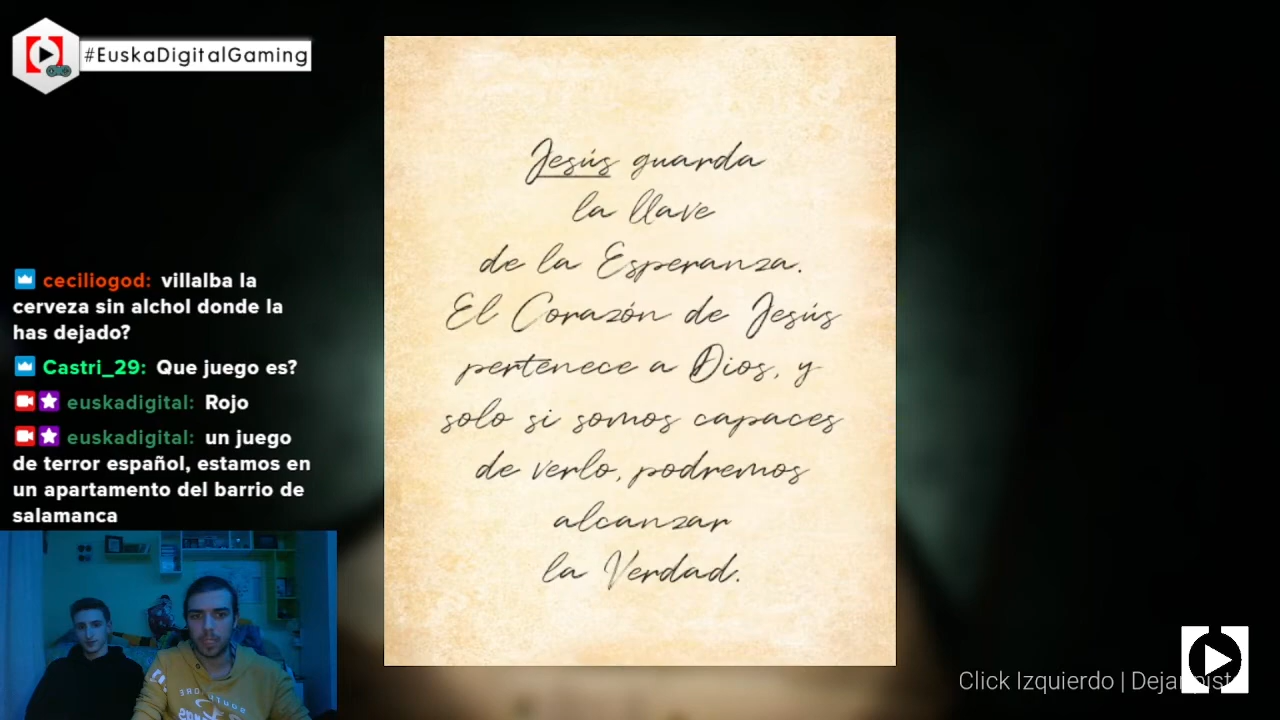 #EuskaDigitalGaming
Jesús guarda
la llave
de la Esperanza.
El Corazón de Jesús
pertenece a Dios, y
solo si somos capaces
de verlo, podremos
alcanzar
la Verdad.
ceciliogod: villalba la
cerveza sin alchol donde la
has dejado?
Castri_29: Que juego es?
euskadigital: Rojo
euskadigital: un juego
de terror español, estamos en
un apartamento del barrio de
salamanca
Click Izquierdo | Dejar